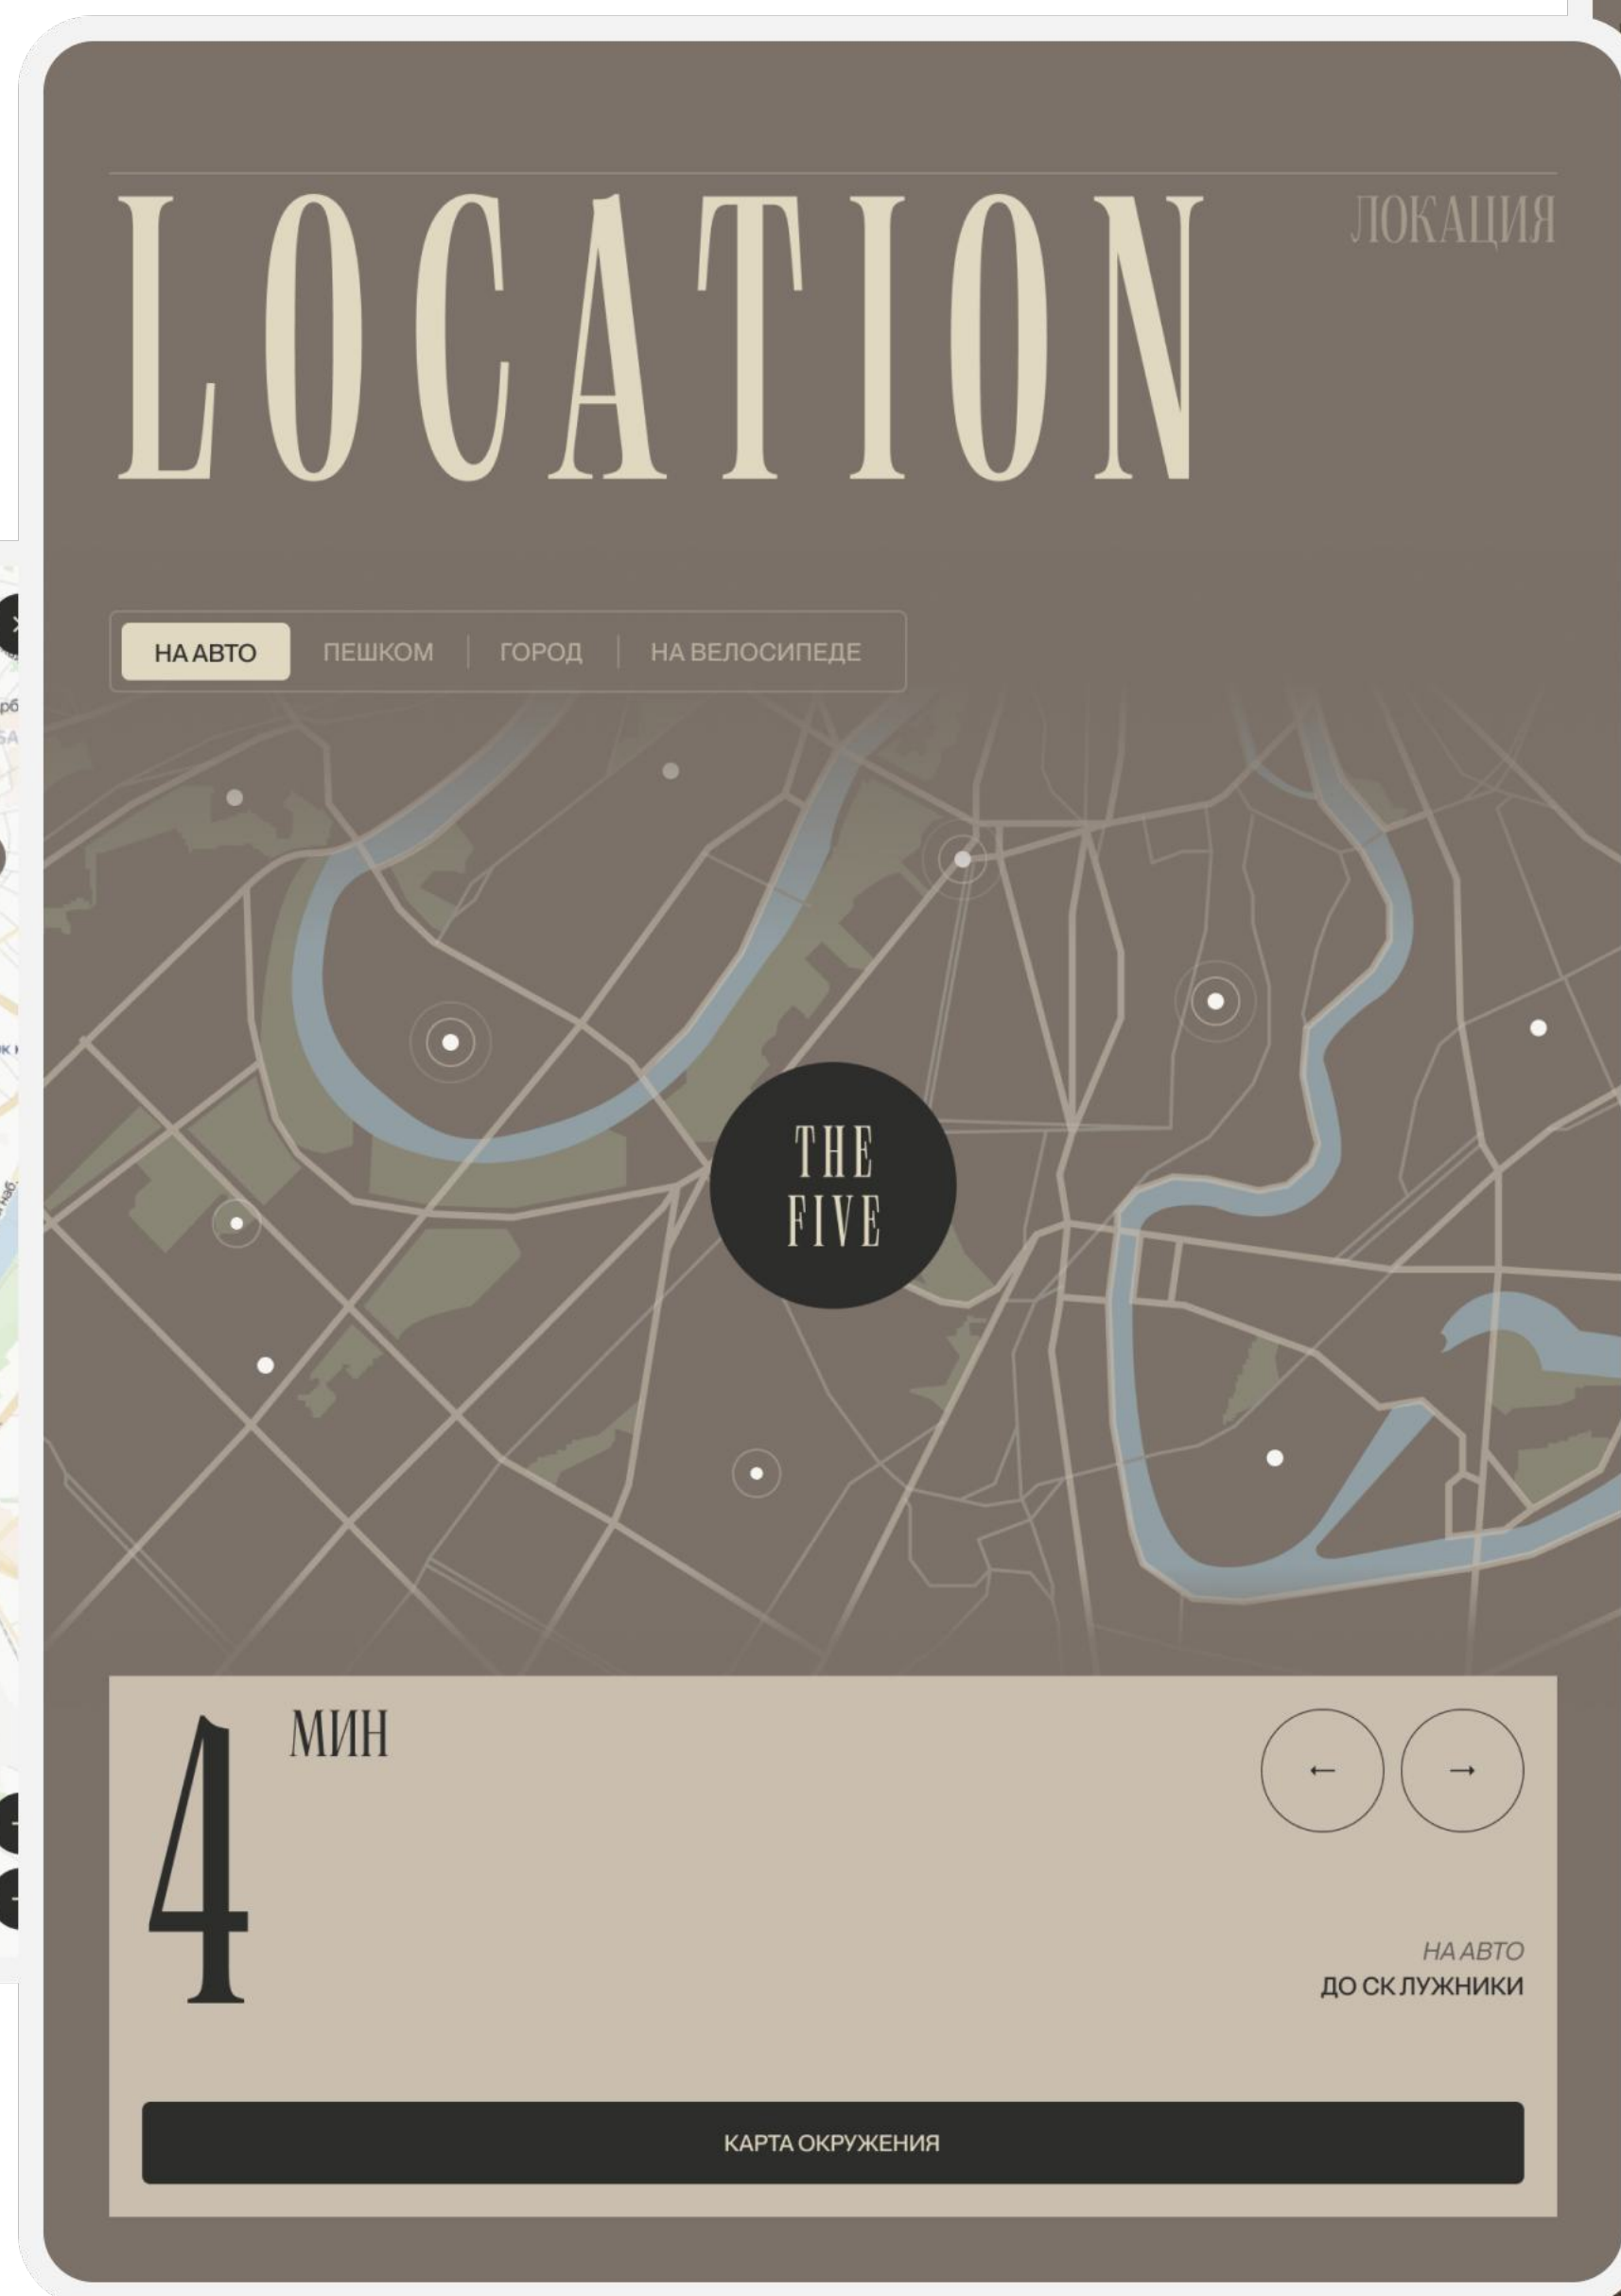 LOCATION
ЛОКАЦИЯ
НА АВТО
ПЕШКОМ
ГОРОД
НА ВЕЛОСИПЕДЕ
THE
FIVE
4
МИН
НА АВТО
ДО СК ЛУЖНИКИ
КАРТА ОКРУЖЕНИЯ